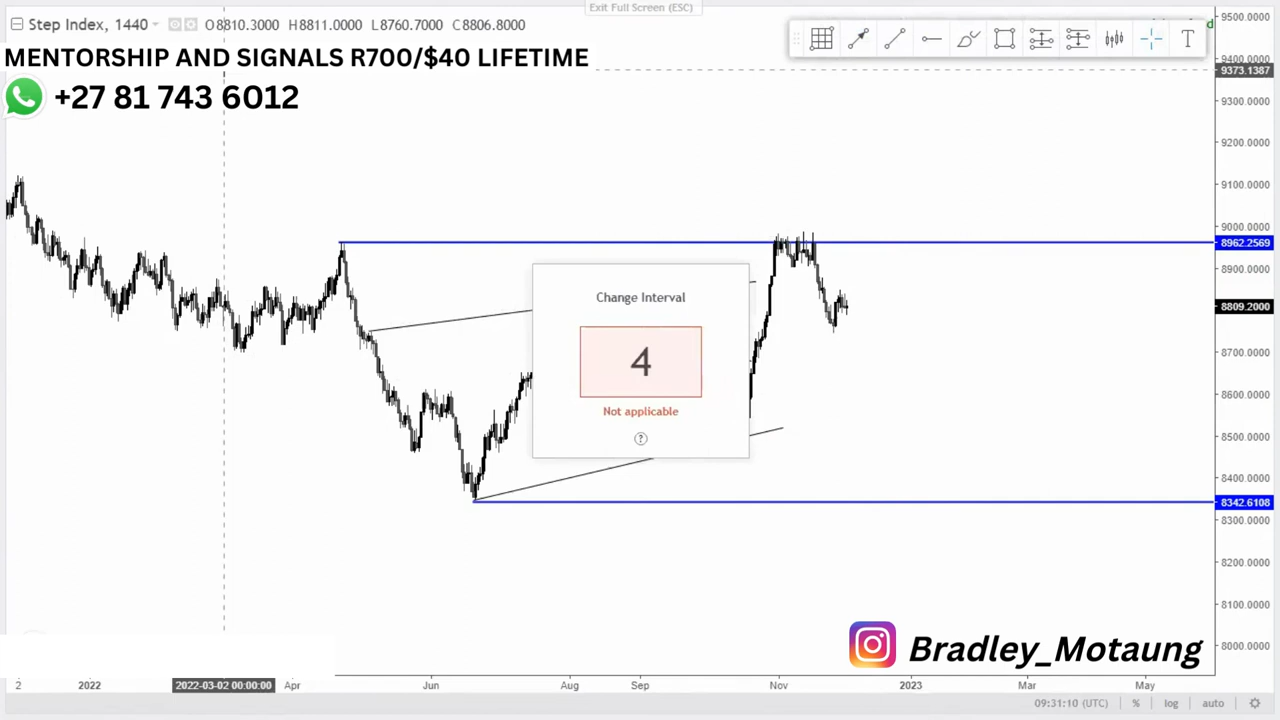 Exit Full Screen (ESC)
Step Index, 1440 O8810.3000 H8811.0000 L8760.7000 C8806.8000
MENTORSHIP AND SIGNALS R700/$40 LIFETIME
+27 81 743 6012
T
9500.0000
9400.0000
9373.1387
9300.0000
9200.0000
9100.0000
9000.0000
8962.2569
8900.0000
8809.2000
8700.0000
8600.0000
8500.0000
8400.0000
8342.6108
8300.0000
8200.0000
8100.0000
8000.0000
Change Interval
4
Not applicable
?
Bradley_Motaung
2 2022 2022-03-02 00:00:00 Apr Jun Aug Sep Nov 2023 Mar May
09:31:10 (UTC) % log auto